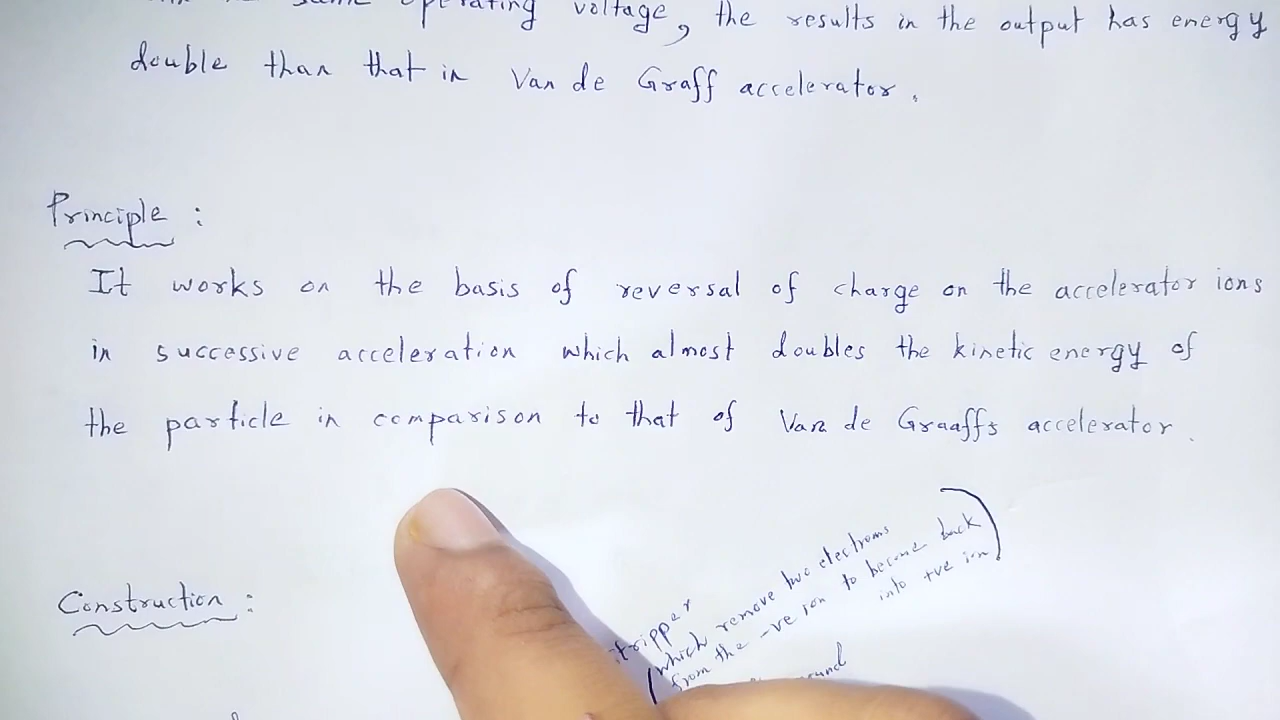 same operating voltage, the results in the output has energy
double than that in Van de Graff accelerator.
Principle :
It works on the basis of reversal of charge on the accelerator ions
in successive acceleration which almost doubles the kinetic energy of
the particle in comparison to that of Van de Graaffs accelerator.
Construction :
stripper
(which remove two electrons
from the -ve ion to become back
into +ve ion)